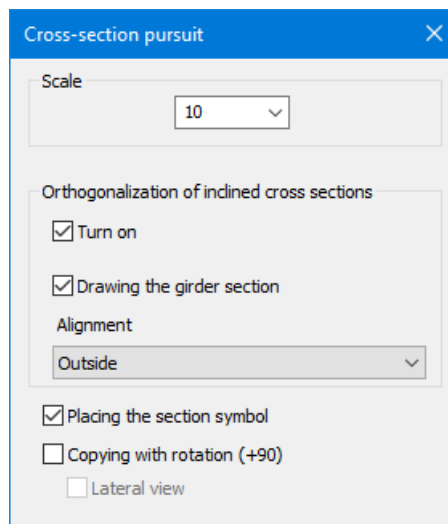 Cross-section pursuit
Scale
10
Orthogonalization of inclined cross sections
Turn on
Drawing the girder section
Alignment
Outside
Placing the section symbol
Copying with rotation (+90)
Lateral view